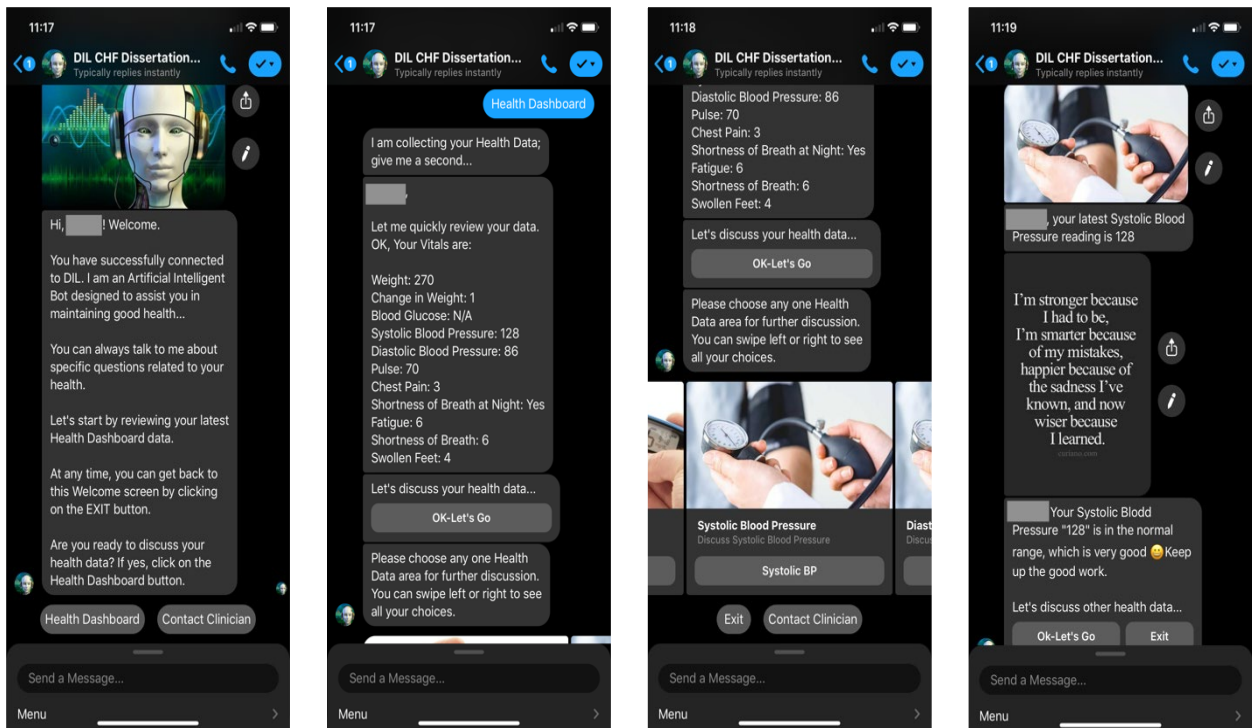 11:17
1
DIL CHF Dissertation...
Typically replies instantly
Hi, ! Welcome.
You have successfully connected
to DIL. I am an Artificial Intelligent
Bot designed to assist you in
maintaining good health...
You can always talk to me about
specific questions related to your
health.
Let's start by reviewing your latest
Health Dashboard data.
At any time, you can get back to
this Welcome screen by clicking
on the EXIT button.
Are you ready to discuss your
health data? If yes, click on the
Health Dashboard button.
Health Dashboard
Contact Clinician
Send a Message...
Menu
11:17
1
DIL CHF Dissertation...
Typically replies instantly
Health Dashboard
I am collecting your Health Data;
give me a second...
,
Let me quickly review your data.
OK, Your Vitals are:
Weight: 270
Change in Weight: 1
Blood Glucose: N/A
Systolic Blood Pressure: 128
Diastolic Blood Pressure: 86
Pulse: 70
Chest Pain: 3
Shortness of Breath at Night: Yes
Fatigue: 6
Shortness of Breath: 6
Swollen Feet: 4
Let's discuss your health data...
OK-Let's Go
Please choose any one Health
Data area for further discussion.
You can swipe left or right to see
all your choices.
Send a Message...
Menu
11:18
1
DIL CHF Dissertation...
Typically replies instantly
Diastolic Blood Pressure: 86
Pulse: 70
Chest Pain: 3
Shortness of Breath at Night: Yes
Fatigue: 6
Shortness of Breath: 6
Swollen Feet: 4
Let's discuss your health data...
OK-Let's Go
Please choose any one Health
Data area for further discussion.
You can swipe left or right to see
all your choices.
Systolic Blood Pressure
Discuss Systolic Blood Pressure
Systolic BP
Diast
Discu
Exit
Contact Clinician
Send a Message...
Menu
11:19
1
DIL CHF Dissertation...
Typically replies instantly
, your latest Systolic Blood
Pressure reading is 128
I'm stronger because
I had to be,
I'm smarter because
of my mistakes,
happier because of
the sadness I've
known, and now
wiser because
I learned.
Your Systolic Blodd
Pressure "128" is in the normal
range, which is very good 😀Keep
up the good work.
Let's discuss other health data...
Ok-Let's Go
Exit
Send a Message...
Menu